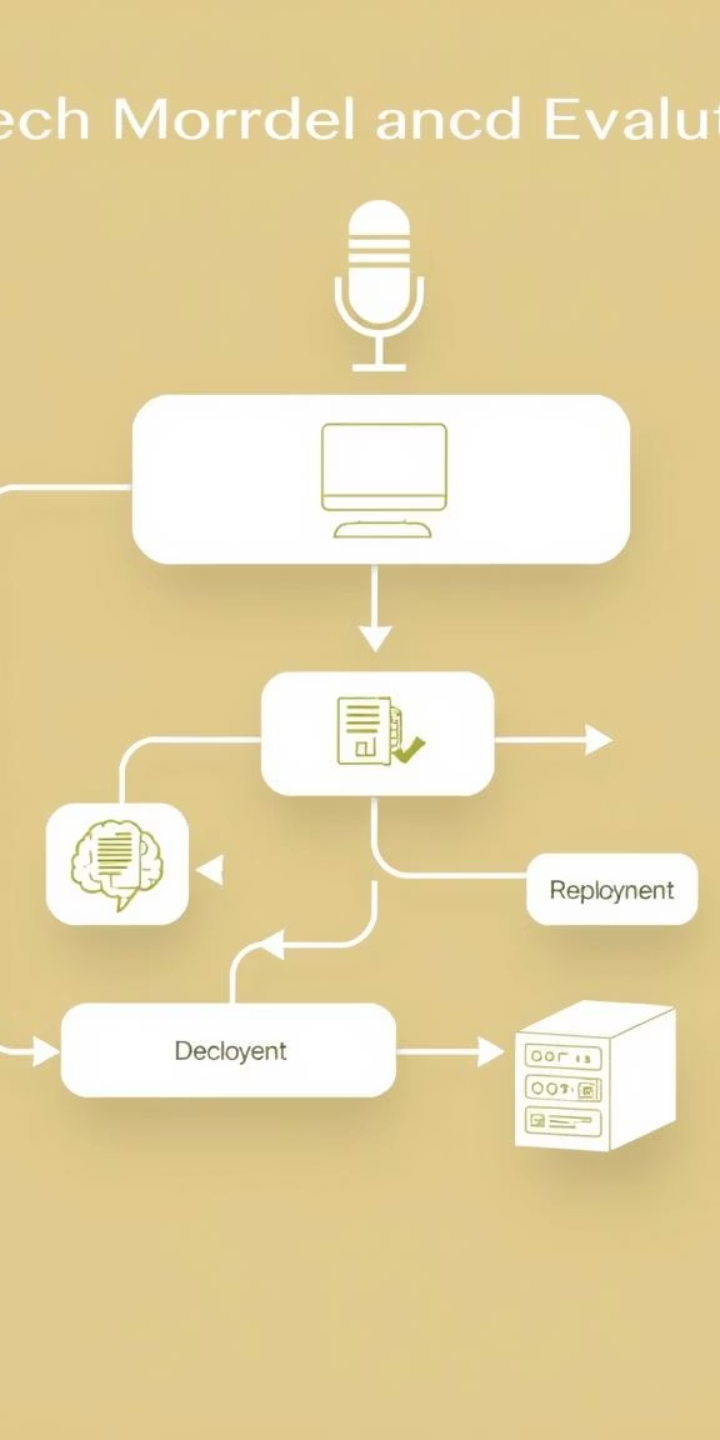 ech Morrdel ancd Evalut
Reploynent
Decloyent